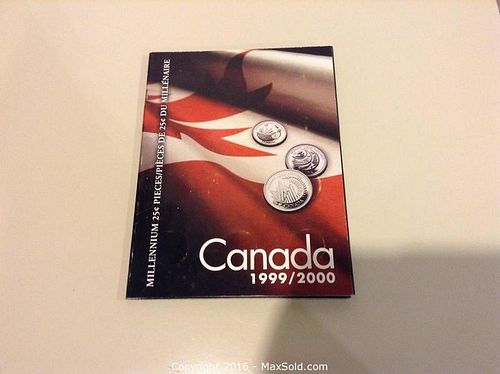 MILLENNIUM 25¢ PIECES/PIÈCES DE 25¢ DU MILLÉNAIRE
Canada
1999/2000
Copyright 2016 - MaxSold.com